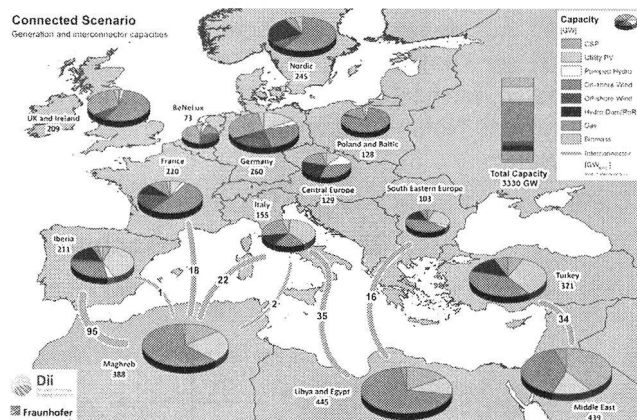 Connected Scenario
Generation and interconnector capacities
Capacity
[GW]
CSP
Utility PV
Pumped Hydro
On-shore Wind
Off-shore Wind
Hydro Dam/RoR
Gas
Biomass
Interconnector
Total Capacity
3330 GW
Nordic
245
UK and Ireland
209
BeNeLux
73
Germany
260
Poland and Baltic
128
France
220
Central Europe
129
Italy
155
South Eastern Europe
103
Iberia
211
Turkey
321
18
22
2
1
95
35
16
34
Maghreb
388
Libya and Egypt
445
Middle East
439
Dii
Fraunhofer